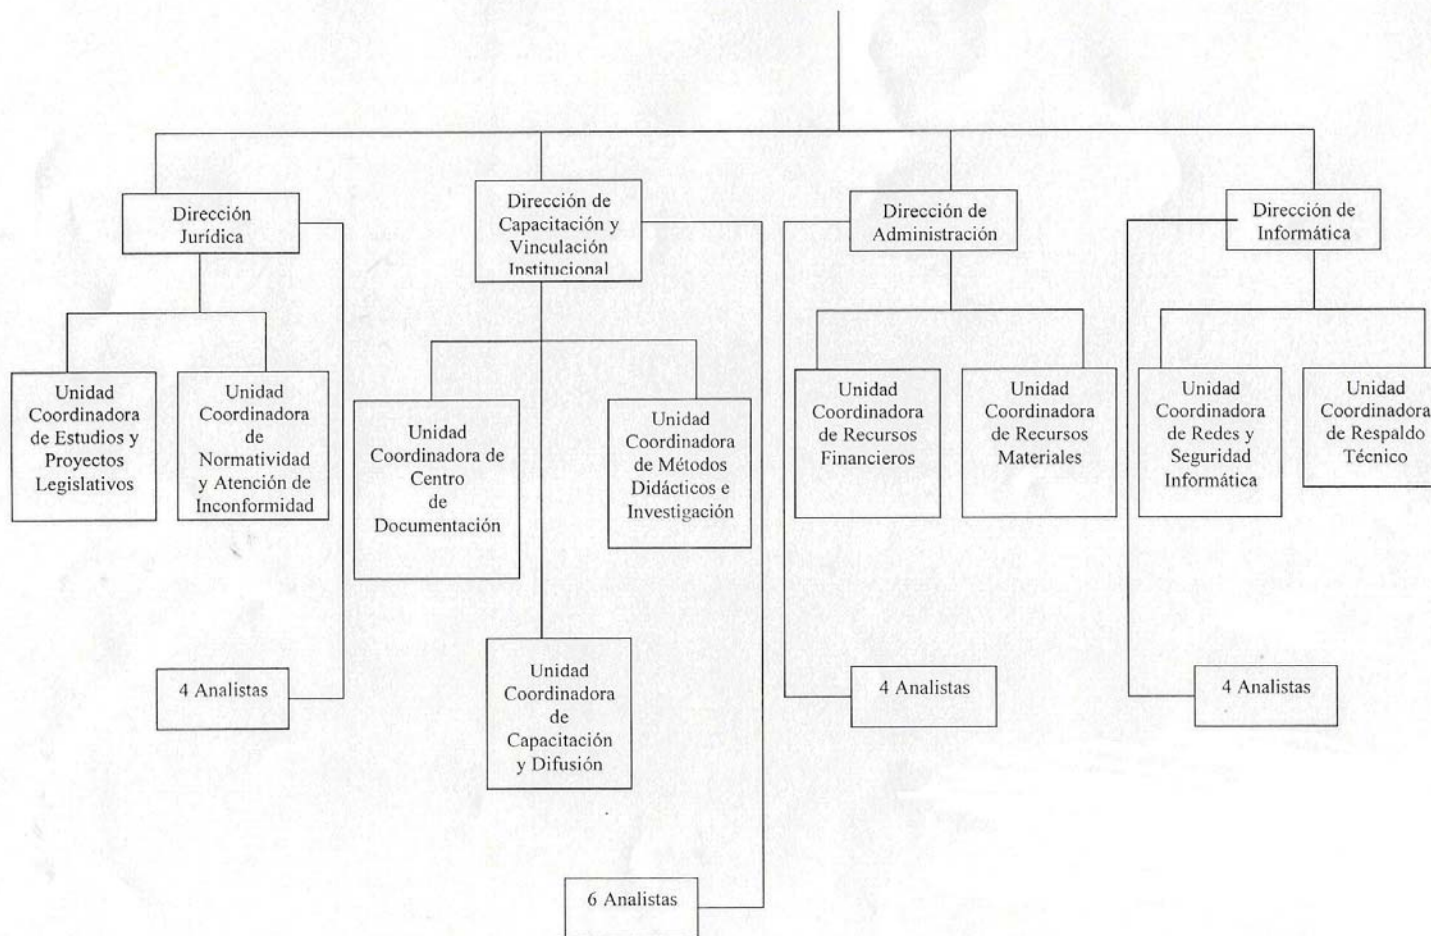 Dirección
Jurídica
Dirección de
Capacitación y
Vinculación
Institucional
Dirección de
Administración
Dirección de
Informática
Unidad
Coordinadora
de Estudios y
Proyectos
Legislativos
Unidad
Coordinadora
de
Normatividad
y Atención de
Inconformidad
Unidad
Coordinadora de
Centro
de
Documentación
Unidad
Coordinadora
de Métodos
Didácticos e
Investigación
Unidad
Coordinadora
de Recursos
Financieros
Unidad
Coordinadora
de Recursos
Materiales
Unidad
Coordinadora
de Redes y
Seguridad
Informática
Unidad
Coordinadora
de Respaldo
Técnico
4 Analistas
Unidad
Coordinadora
de
Capacitación
y Difusión
4 Analistas
4 Analistas
6 Analistas